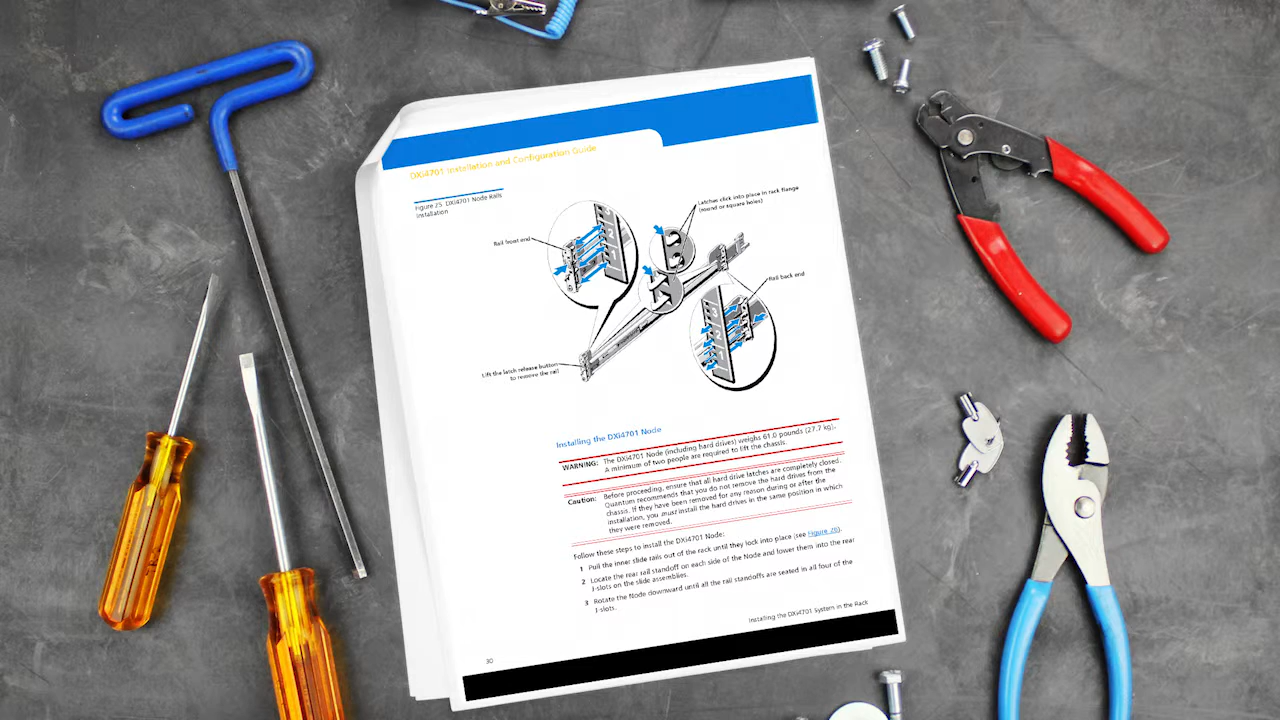 DXi4701 Installation and Configuration Guide
Figure 25 DXi4701 Node Rails
Installation
Latches click into place in rack flange
(round or square holes)
Rail front end
Rail back end
Lift the latch release button
to remove the rail
Installing the DXi4701 Node
WARNING: The DXi4701 Node (including hard drives) weighs 61.0 pounds (27.7 kg).
A minimum of two people are required to lift the chassis.
Caution: Before proceeding, ensure that all hard drive latches are completely closed.
Quantum recommends that you do not remove the hard drives from the
chassis. If they have been removed for any reason during or after the
installation, you must install the hard drives in the same position in which
they were removed.
Follow these steps to install the DXi4701 Node:
1 Pull the inner slide rails out of the rack until they lock into place (see Figure 26).
2 Locate the rear rail standoff on each side of the Node and lower them into the rear
J-slots on the slide assemblies.
3 Rotate the Node downward until all the rail standoffs are seated in all four of the
J-slots.
30
Installing the DXi4701 System in the Rack